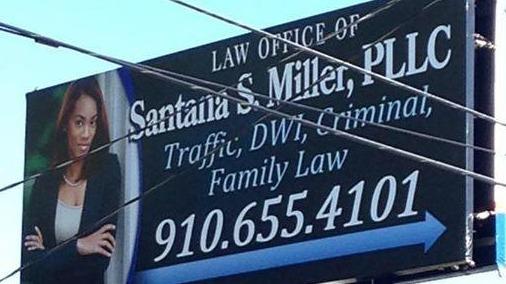 LAW OFFICE OF
Santana S. Miller, PLLC
Traffic, DWI, Criminal,
Family Law
910.655.4101